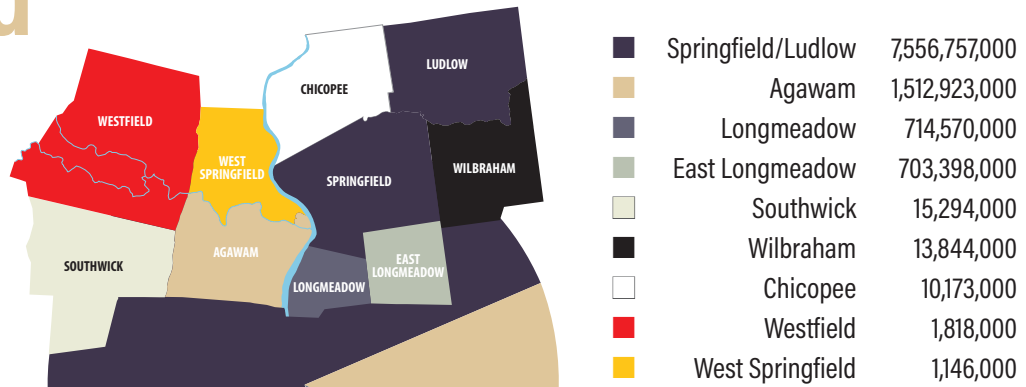 LUDLOW
CHICOPEE
WESTFIELD
WEST
SPRINGFIELD
SPRINGFIELD
WILBRAHAM
AGAWAM
EAST
LONGMEADOW
SOUTHWICK
LONGMEADOW
Springfield/Ludlow 7,556,757,000
Agawam 1,512,923,000
Longmeadow 714,570,000
East Longmeadow 703,398,000
Southwick 15,294,000
Wilbraham 13,844,000
Chicopee 10,173,000
Westfield 1,818,000
West Springfield 1,146,000